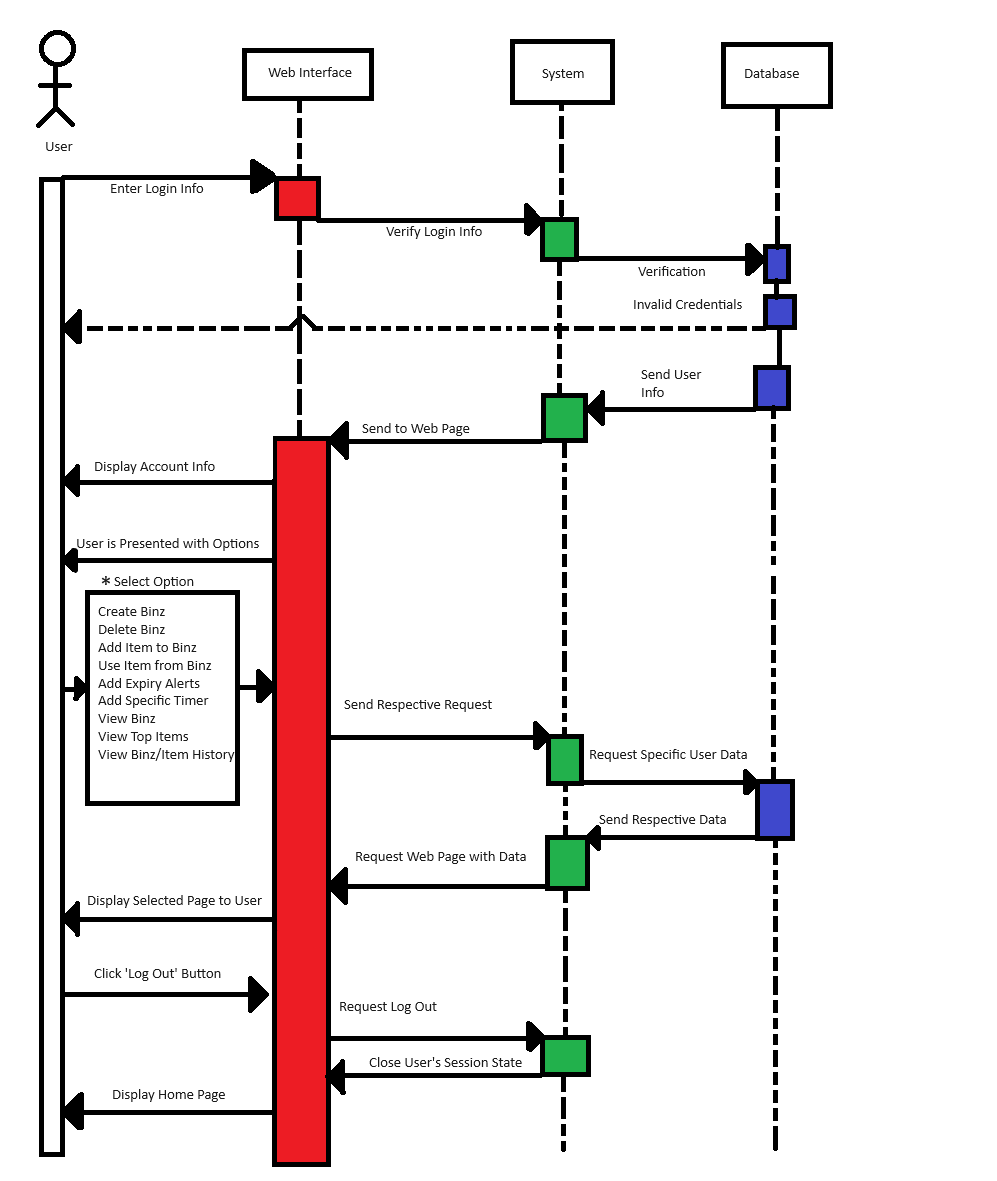 Web Interface
System
Database
User
Enter Login Info
Verify Login Info
Verification
Invalid Credentials
Send User
Info
Send to Web Page
Display Account Info
User is Presented with Options
* Select Option
Create Binz
Delete Binz
Add Item to Binz
Use Item from Binz
Add Expiry Alerts
Add Specific Timer
View Binz
View Top Items
View Binz/Item History
Send Respective Request
Request Specific User Data
Send Respective Data
Request Web Page with Data
Display Selected Page to User
Click 'Log Out' Button
Request Log Out
Close User's Session State
Display Home Page